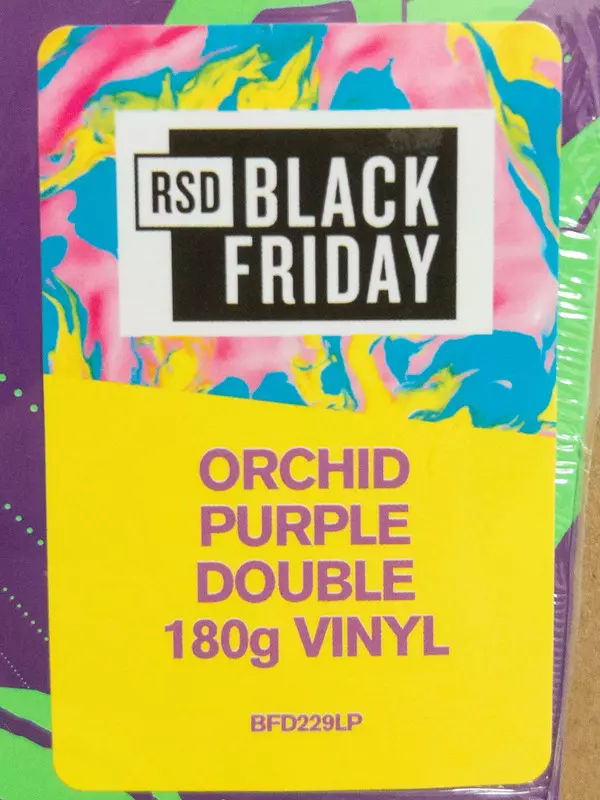 RSD BLACK
FRIDAY
ORCHID
PURPLE
DOUBLE
180g VINYL
BFD229LP